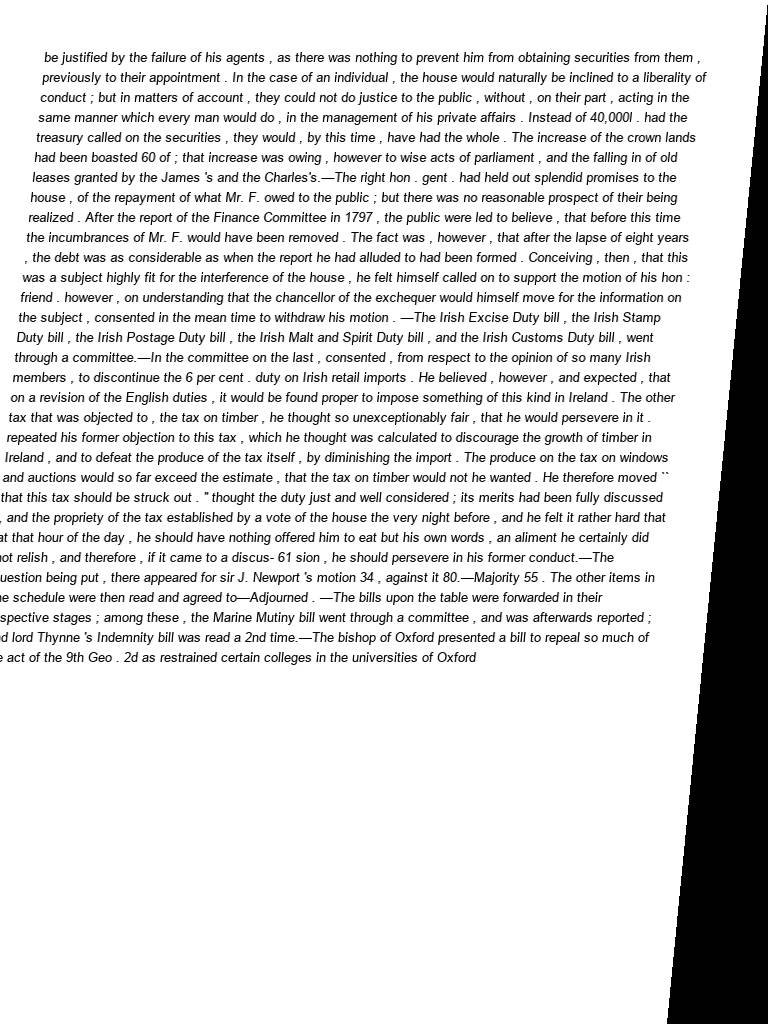 be justified by the failure of his agents , as there was nothing to prevent him from obtaining securities from them ,
previously to their appointment . In the case of an individual , the house would naturally be inclined to a liberality of
conduct ; but in matters of account , they could not do justice to the public , without , on their part , acting in the
same manner which every man would do , in the management of his private affairs . Instead of 40,000l . had the
treasury called on the securities , they would , by this time , have had the whole . The increase of the crown lands
had been boasted 60 of ; that increase was owing , however to wise acts of parliament , and the falling in of old
leases granted by the James 's and the Charles's.—The right hon . gent . had held out splendid promises to the
house , of the repayment of what Mr. F. owed to the public ; but there was no reasonable prospect of their being
realized . After the report of the Finance Committee in 1797 , the public were led to believe , that before this time
the incumbrances of Mr. F. would have been removed . The fact was , however , that after the lapse of eight years
, the debt was as considerable as when the report he had alluded to had been formed . Conceiving , then , that this
was a subject highly fit for the interference of the house , he felt himself called on to support the motion of his hon :
friend . however , on understanding that the chancellor of the exchequer would himself move for the information on
the subject , consented in the mean time to withdraw his motion . —The Irish Excise Duty bill , the Irish Stamp
Duty bill , the Irish Postage Duty bill , the Irish Malt and Spirit Duty bill , and the Irish Customs Duty bill , went
through a committee.—In the committee on the last , consented , from respect to the opinion of so many Irish
members , to discontinue the 6 per cent . duty on Irish retail imports . He believed , however , and expected , that
on a revision of the English duties , it would be found proper to impose something of this kind in Ireland . The other
tax that was objected to , the tax on timber , he thought so unexceptionably fair , that he would persevere in it .
repeated his former objection to this tax , which he thought was calculated to discourage the growth of timber in
Ireland , and to defeat the produce of the tax itself , by diminishing the import . The produce on the tax on windows
and auctions would so far exceed the estimate , that the tax on timber would not he wanted . He therefore moved ``
that this tax should be struck out . " thought the duty just and well considered ; its merits had been fully discussed
, and the propriety of the tax established by a vote of the house the very night before , and he felt it rather hard that
at that hour of the day , he should have nothing offered him to eat but his own words , an aliment he certainly did
not relish , and therefore , if it came to a discus- 61 sion , he should persevere in his former conduct.—The
uestion being put , there appeared for sir J. Newport 's motion 34 , against it 80.—Majority 55 . The other items in
e schedule were then read and agreed to—Adjourned . —The bills upon the table were forwarded in their
spective stages ; among these , the Marine Mutiny bill went through a committee , and was afterwards reported ;
d lord Thynne 's Indemnity bill was read a 2nd time.—The bishop of Oxford presented a bill to repeal so much of
e act of the 9th Geo . 2d as restrained certain colleges in the universities of Oxford